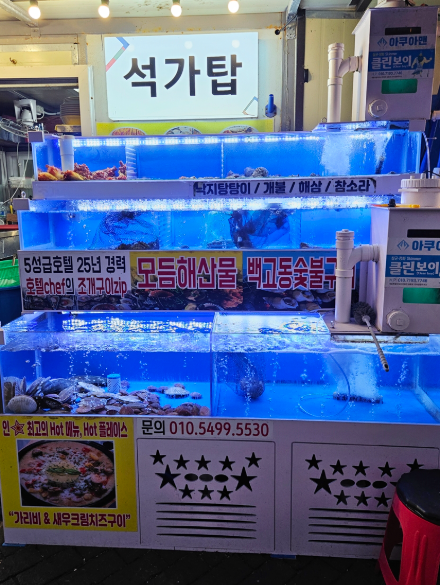 석가탑
아쿠아맨
클린보이
낙지탕탕이 / 개불 / 해삼 / 참소라
5성급호텔 25년 경력
호텔chef의 조개구이zip
모듬해산물
백고동숯불구
아쿠아맨
클린보이
인★ 최고의 Hot 메뉴, Hot 플레이스
문의 010.5499.5530
"가리비 & 새우크림치즈구이"